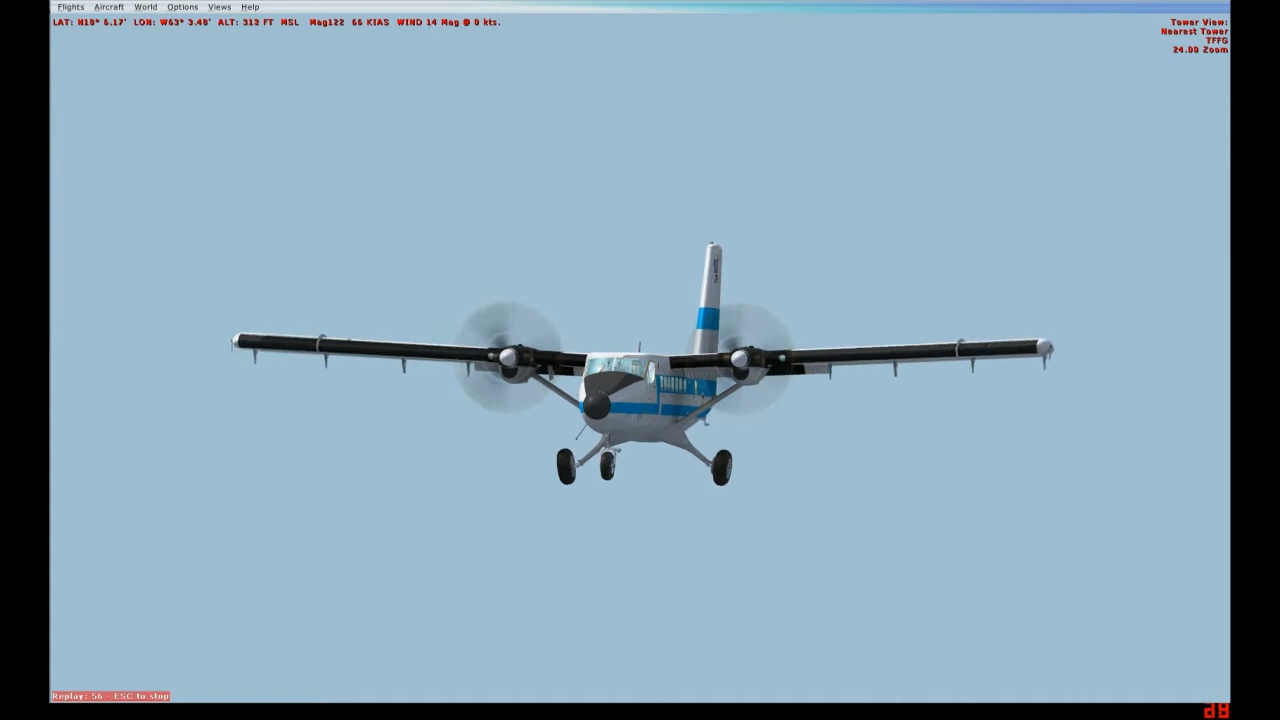 Flights Aircraft World Options Views Help
LAT: N18° 6.17' LON: W63° 3.48' ALT: 313 FT MSL Mag122 66 KIAS WIND 14 Mag @ 0 kts.
Tower View:
Nearest Tower
TFFG
24.00 Zoom
Replay: 56 - ESC to stop